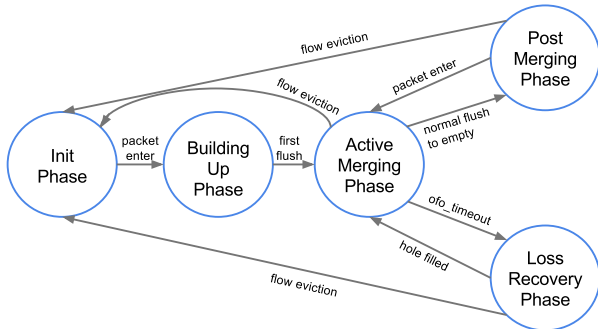 flow eviction
Post
Merging
Phase
packet enter
flow eviction
normal flush
to empty
Init
Phase
packet
enter
Building
Up
Phase
first
flush
Active
Merging
Phase
ofo_timeout
hole filled
Loss
Recovery
Phase
flow eviction